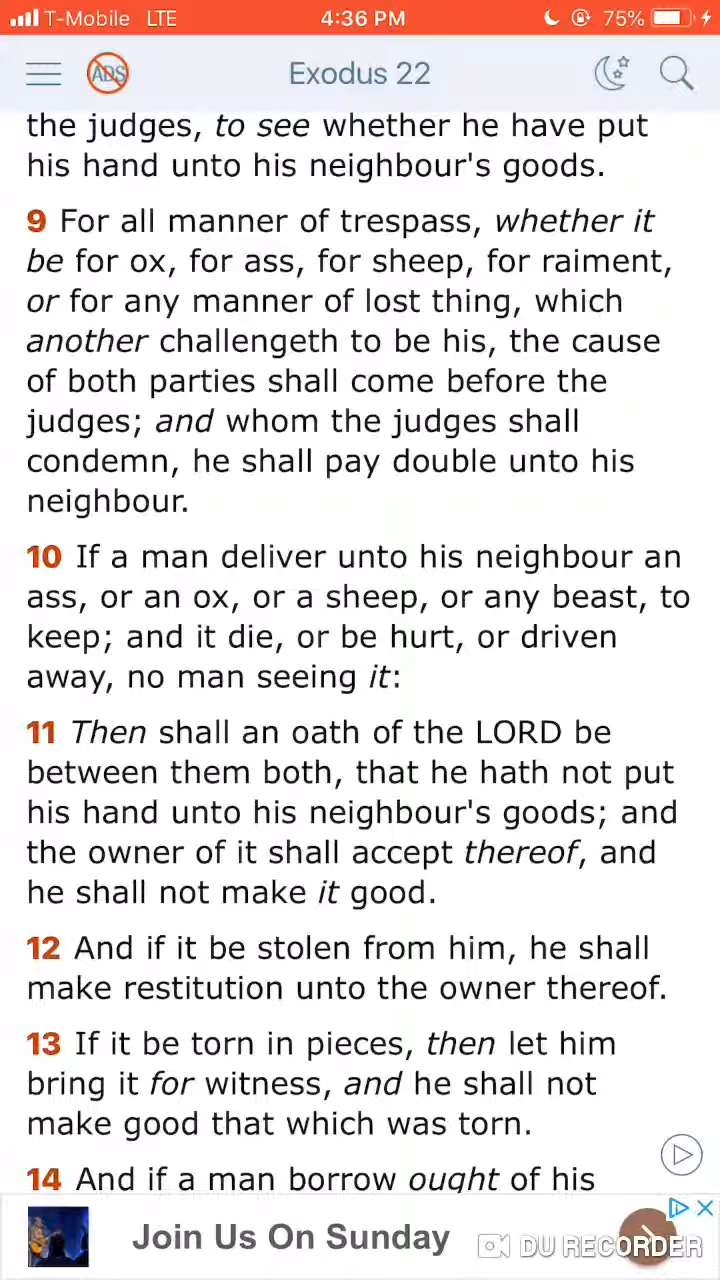 T-Mobile LTE 4:36 PM 75%
ADS Exodus 22
the judges, to see whether he have put
his hand unto his neighbour's goods.
9 For all manner of trespass, whether it
be for ox, for ass, for sheep, for raiment,
or for any manner of lost thing, which
another challengeth to be his, the cause
of both parties shall come before the
judges; and whom the judges shall
condemn, he shall pay double unto his
neighbour.
10 If a man deliver unto his neighbour an
ass, or an ox, or a sheep, or any beast, to
keep; and it die, or be hurt, or driven
away, no man seeing it:
11 Then shall an oath of the LORD be
between them both, that he hath not put
his hand unto his neighbour's goods; and
the owner of it shall accept thereof, and
he shall not make it good.
12 And if it be stolen from him, he shall
make restitution unto the owner thereof.
13 If it be torn in pieces, then let him
bring it for witness, and he shall not
make good that which was torn.
14 And if a man borrow ought of his
Join Us On Sunday
DU RECORDER